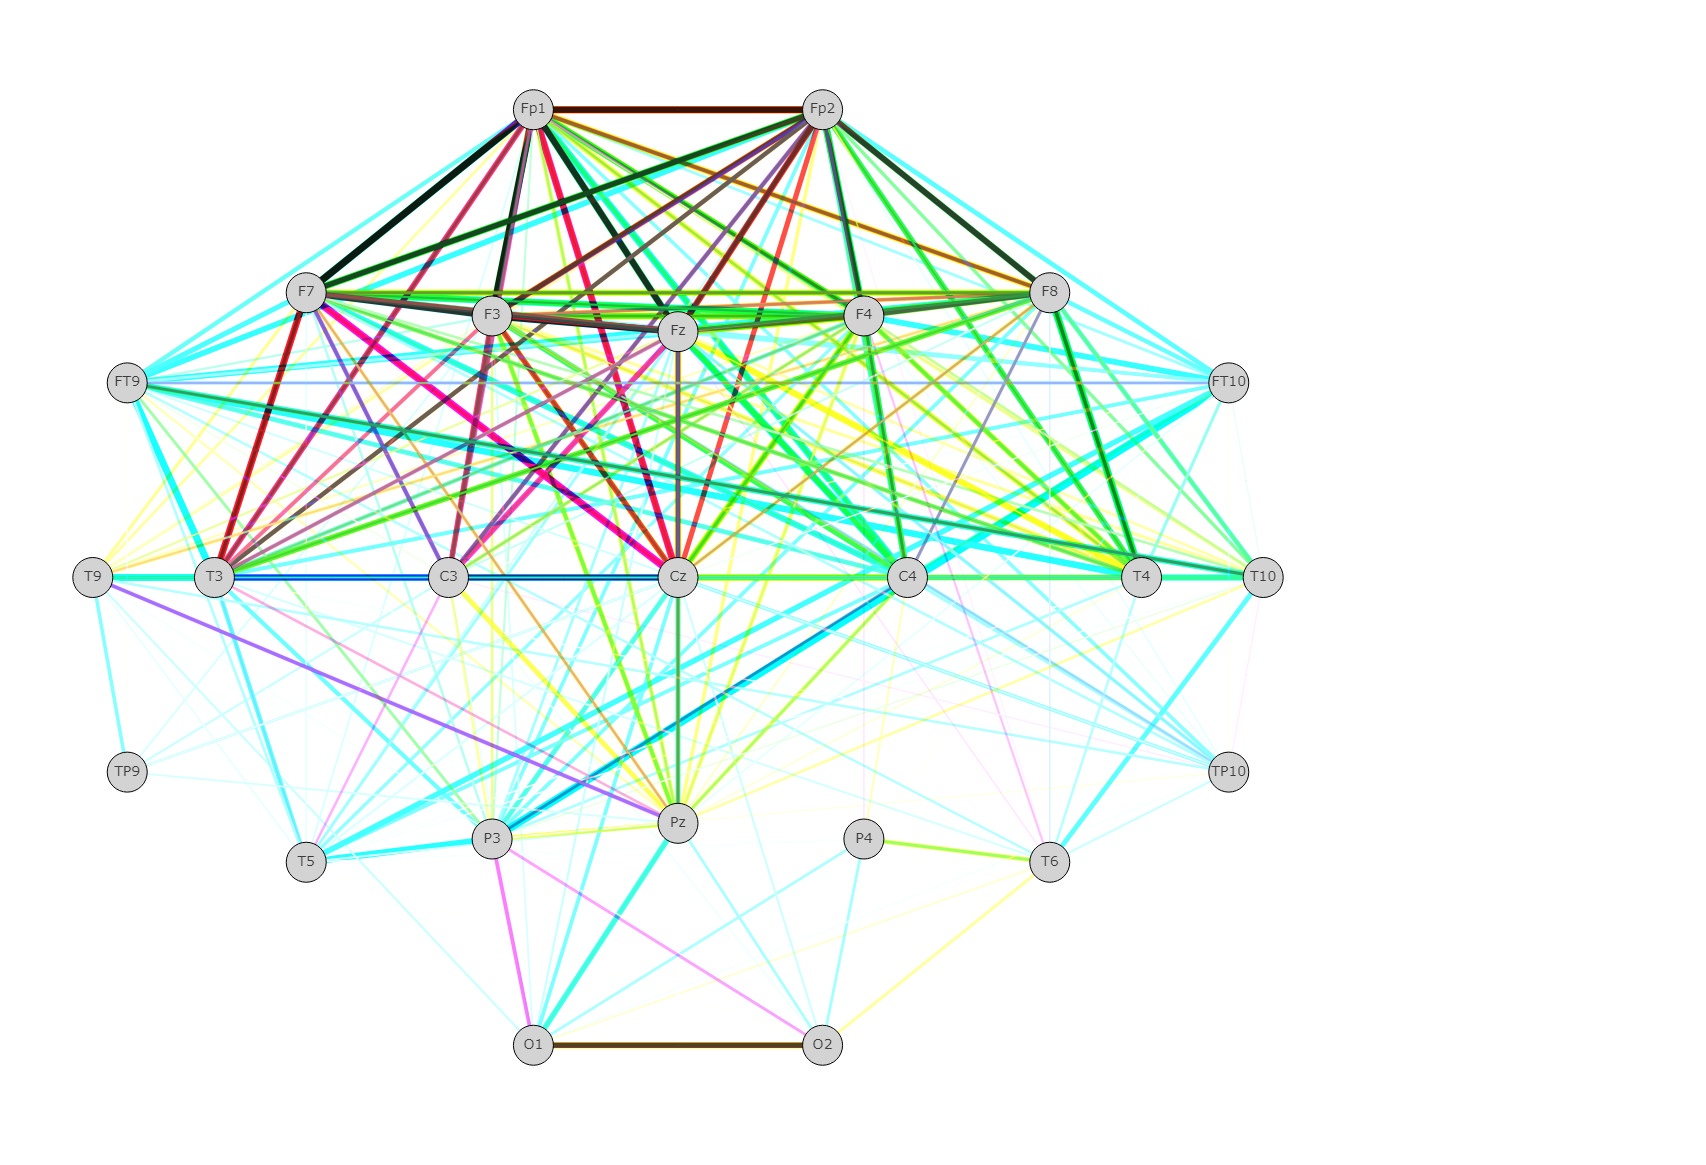 Fp1 Fp2
F7 F3 Fz F4 F8
FT9 FT10
T9 T3 C3 Cz C4 T4 T10
TP9 TP10
T5 P3 Pz P4 T6
O1 O2